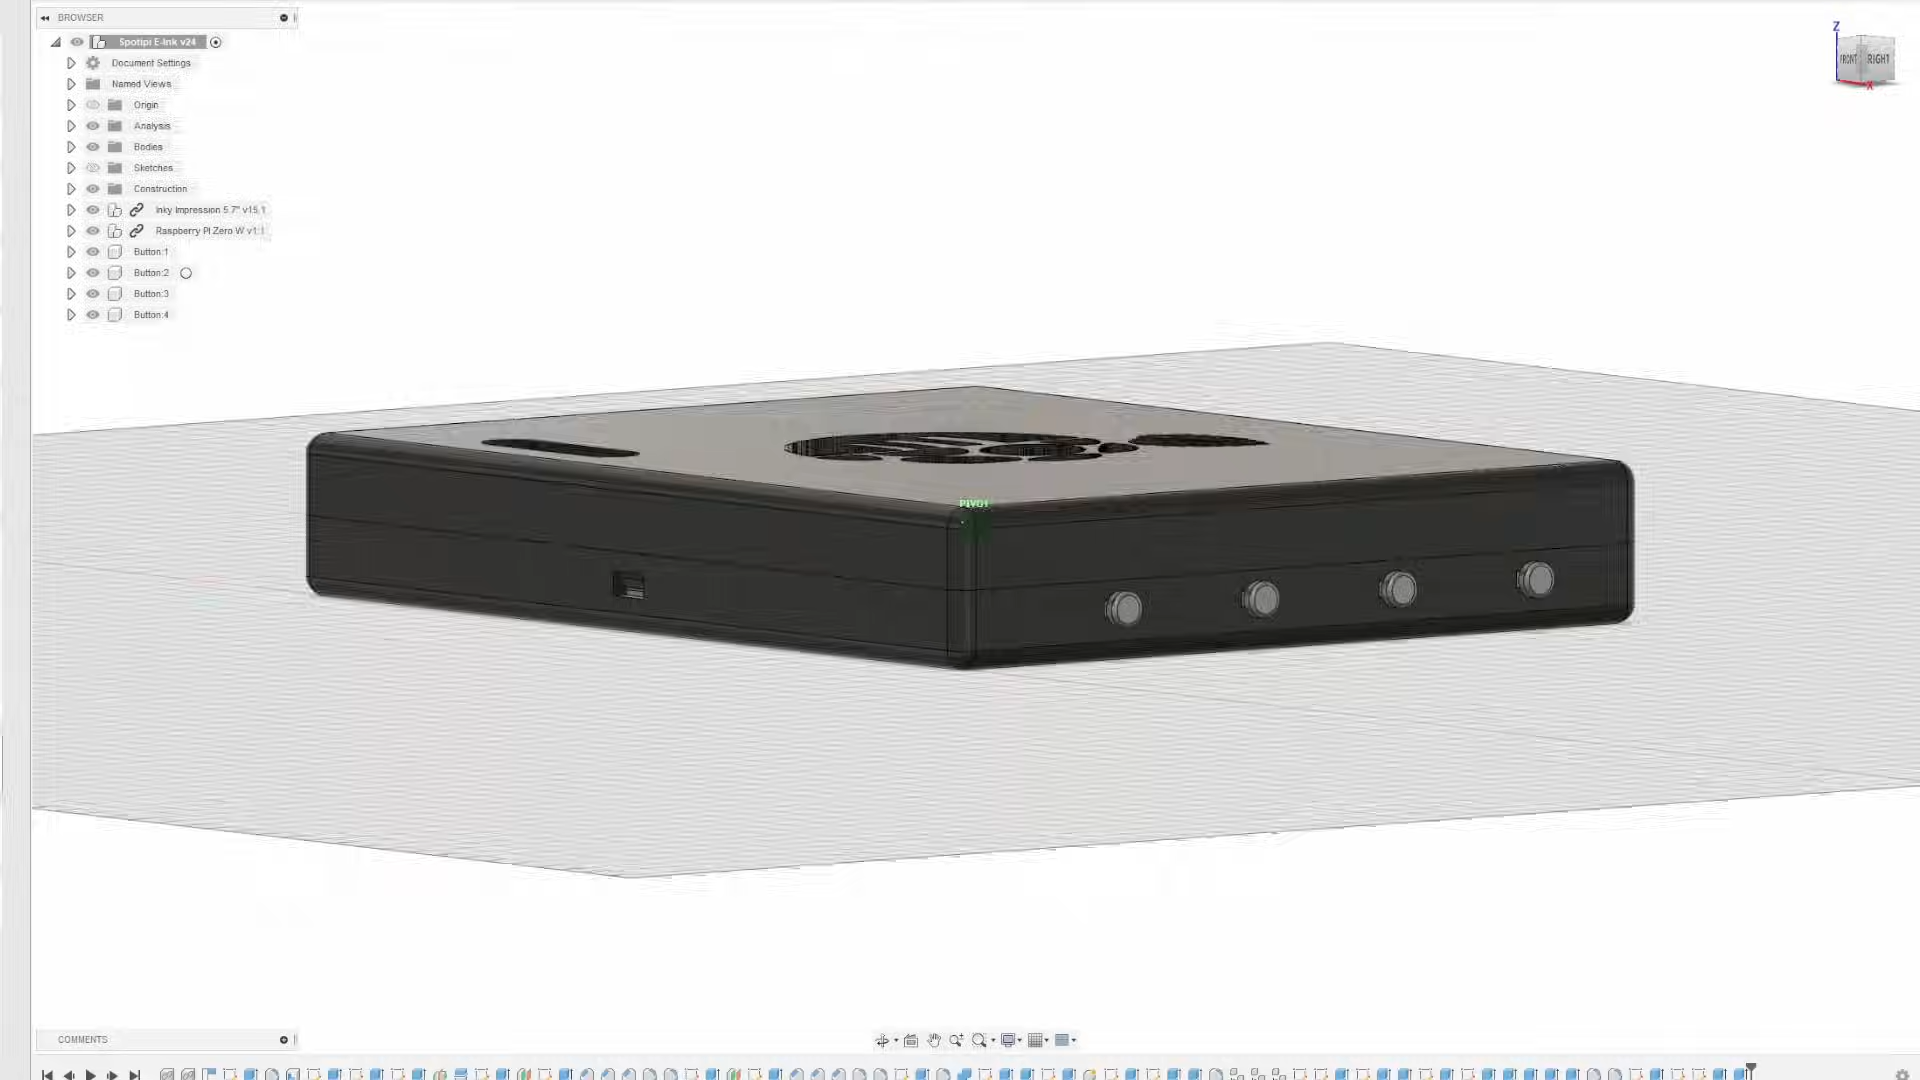 BROWSER
Spotipi E-Ink v24
Document Settings
Named Views
Origin
Analysis
Bodies
Sketches
Construction
Inky Impression 5.7" v15:1
Raspberry Pi Zero W v1:1
Button:1
Button:2
Button:3
Button:4
Z
FRONT
RIGHT
X
PIVOT
COMMENTS